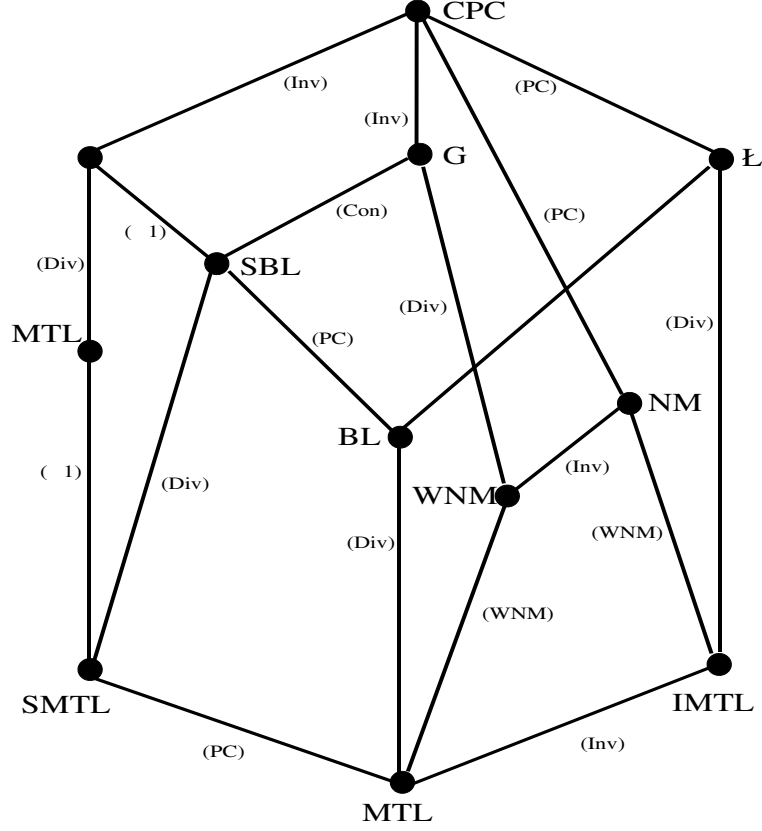 CPC
(Inv)
(PC)
(Inv)
G
Ł
(Con)
(PC)
( 1)
(Div)
SBL
(Div)
(Div)
MTL
(PC)
NM
BL
(Inv)
( 1)
(Div)
WNM
(WNM)
(Div)
(WNM)
SMTL
IMTL
(PC)
(Inv)
MTL